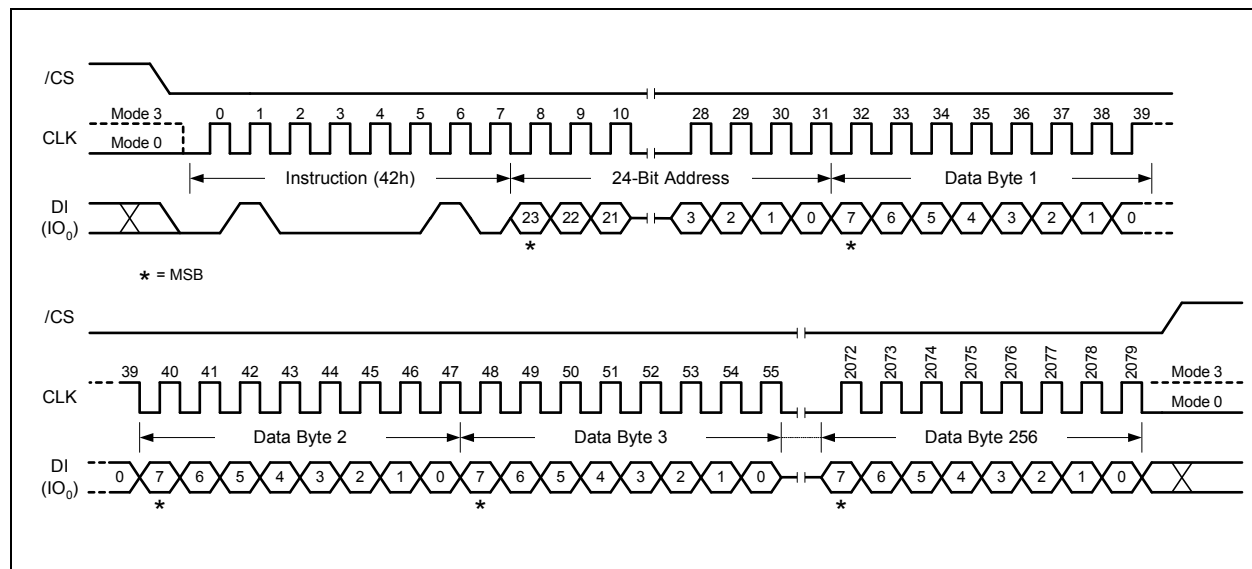 /CS
Mode 3 0 1 2 3 4 5 6 7 8 9 10 28 29 30 31 32 33 34 35 36 37 38 39
CLK
Mode 0
Instruction (42h) 24-Bit Address Data Byte 1
DI
(IO0)
23 22 21 3 2 1 0 7 6 5 4 3 2 1 0
* *
* = MSB
/CS
39 40 41 42 43 44 45 46 47 48 49 50 51 52 53 54 55 2072 2073 2074 2075 2076 2077 2078 2079 Mode 3
CLK
Mode 0
Data Byte 2 Data Byte 3 Data Byte 256
DI
(IO0)
0 7 6 5 4 3 2 1 0 7 6 5 4 3 2 1 0 7 6 5 4 3 2 1 0
* * *